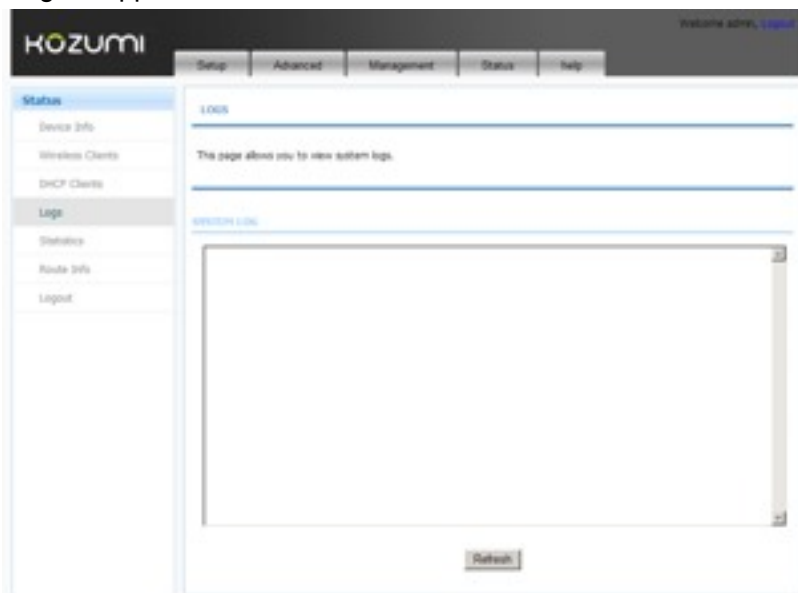 Welcome admin, Logout
KOZUMI
Setup Advanced Management Status help
Status
Device Info
Wireless Clients
DHCP Clients
Logs
Statistics
Route Info
Logout
LOGS
This page allows you to view system logs.
SYSTEM LOG
Refresh